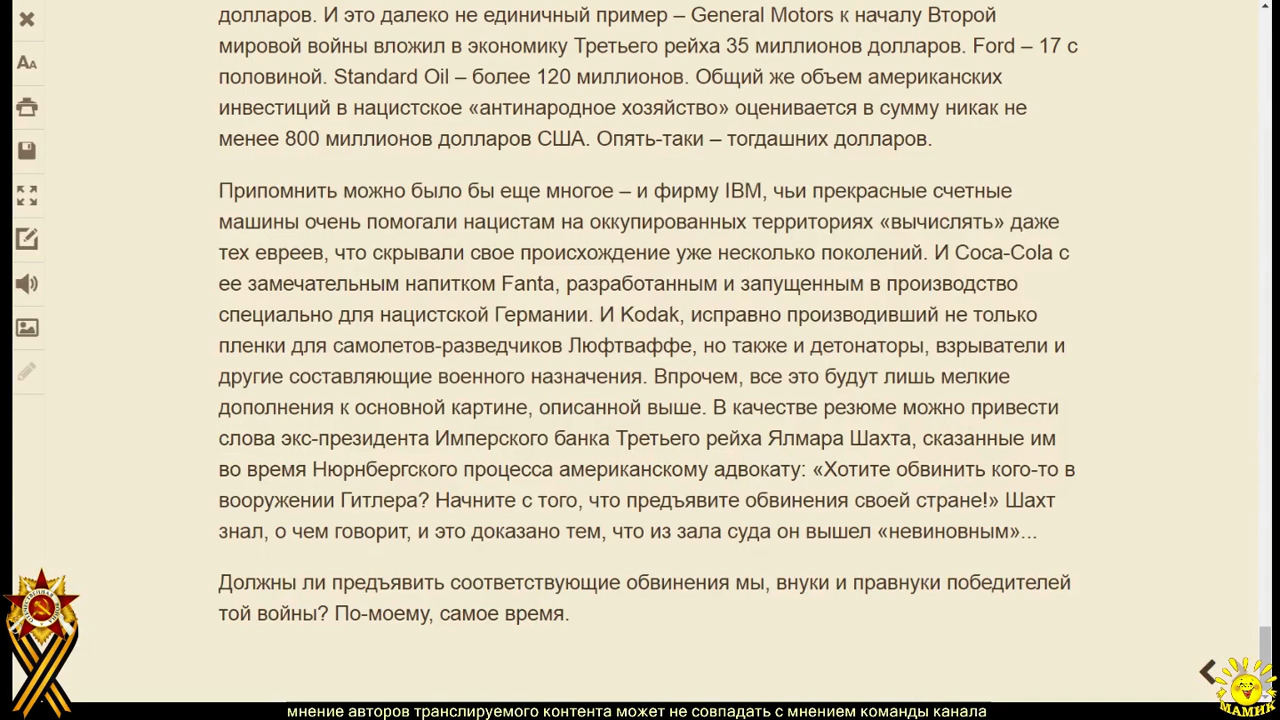 долларов. И это далеко не единичный пример – General Motors к началу Второй
мировой войны вложил в экономику Третьего рейха 35 миллионов долларов. Ford – 17 с
половиной. Standard Oil – более 120 миллионов. Общий же объем американских
инвестиций в нацистское «антинародное хозяйство» оценивается в сумму никак не
менее 800 миллионов долларов США. Опять-таки – тогдашних долларов.
Припомнить можно было бы еще многое – и фирму IBM, чьи прекрасные счетные
машины очень помогали нацистам на оккупированных территориях «вычислять» даже
тех евреев, что скрывали свое происхождение уже несколько поколений. И Coca-Cola с
ее замечательным напитком Fanta, разработанным и запущенным в производство
специально для нацистской Германии. И Kodak, исправно производивший не только
пленки для самолетов-разведчиков Люфтваффе, но также и детонаторы, взрыватели и
другие составляющие военного назначения. Впрочем, все это будут лишь мелкие
дополнения к основной картине, описанной выше. В качестве резюме можно привести
слова экс-президента Имперского банка Третьего рейха Ялмара Шахта, сказанные им
во время Нюрнбергского процесса американскому адвокату: «Хотите обвинить кого-то в
вооружении Гитлера? Начните с того, что предъявите обвинения своей стране!» Шахт
знал, о чем говорит, и это доказано тем, что из зала суда он вышел «невиновным»...
Должны ли предъявить соответствующие обвинения мы, внуки и правнуки победителей
той войны? По-моему, самое время.
МАМИК
мнение авторов транслируемого контента может не совпадать с мнением команды канала